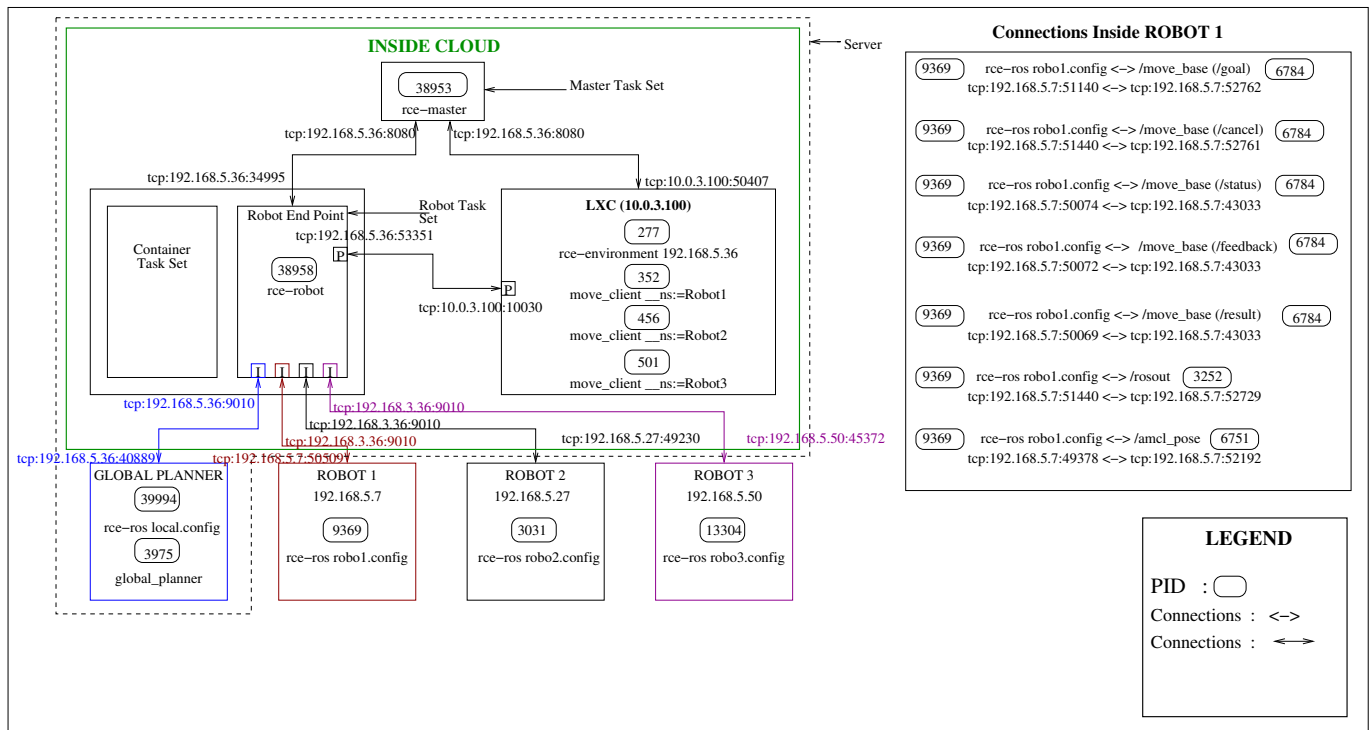 INSIDE CLOUD
Server
38953
rce-master
Master Task Set
tcp:192.168.5.36:8080
tcp:192.168.5.36:8080
tcp:192.168.5.36:34995
tcp:10.0.3.100:50407
Container
Task Set
Robot End Point
Robot Task
Set
tcp:192.168.5.36:53351
P
38958
rce-robot
I I I I
LXC (10.0.3.100)
277
rce-environment 192.168.5.36
352
move_client __ns:=Robot1
456
move_client __ns:=Robot2
501
move_client __ns:=Robot3
P
tcp:10.0.3.100:10030
tcp:192.168.5.36:9010
tcp:192.168.3.36:9010
tcp:192.168.3.36:9010
tcp:192.168.3.36:9010
tcp:192.168.5.27:49230
tcp:192.168.5.50:45372
tcp:192.168.5.36:40889
tcp:192.168.5.7:50509
GLOBAL PLANNER
39994
rce-ros local.config
3975
global_planner
ROBOT 1
192.168.5.7
9369
rce-ros robo1.config
ROBOT 2
192.168.5.27
3031
rce-ros robo2.config
ROBOT 3
192.168.5.50
13304
rce-ros robo3.config
Connections Inside ROBOT 1
9369 rce-ros robo1.config <-> /move_base (/goal) 6784
tcp:192.168.5.7:51140 <-> tcp:192.168.5.7:52762
9369 rce-ros robo1.config <-> /move_base (/cancel) 6784
tcp:192.168.5.7:51440 <-> tcp:192.168.5.7:52761
9369 rce-ros robo1.config <-> /move_base (/status) 6784
tcp:192.168.5.7:50074 <-> tcp:192.168.5.7:43033
9369 rce-ros robo1.config <-> /move_base (/feedback) 6784
tcp:192.168.5.7:50072 <-> tcp:192.168.5.7:43033
9369 rce-ros robo1.config <-> /move_base (/result) 6784
tcp:192.168.5.7:50069 <-> tcp:192.168.5.7:43033
9369 rce-ros robo1.config <-> /rosout 3252
tcp:192.168.5.7:51440 <-> tcp:192.168.5.7:52729
9369 rce-ros robo1.config <-> /amcl_pose 6751
tcp:192.168.5.7:49378 <-> tcp:192.168.5.7:52192
LEGEND
PID :
Connections : <->
Connections :